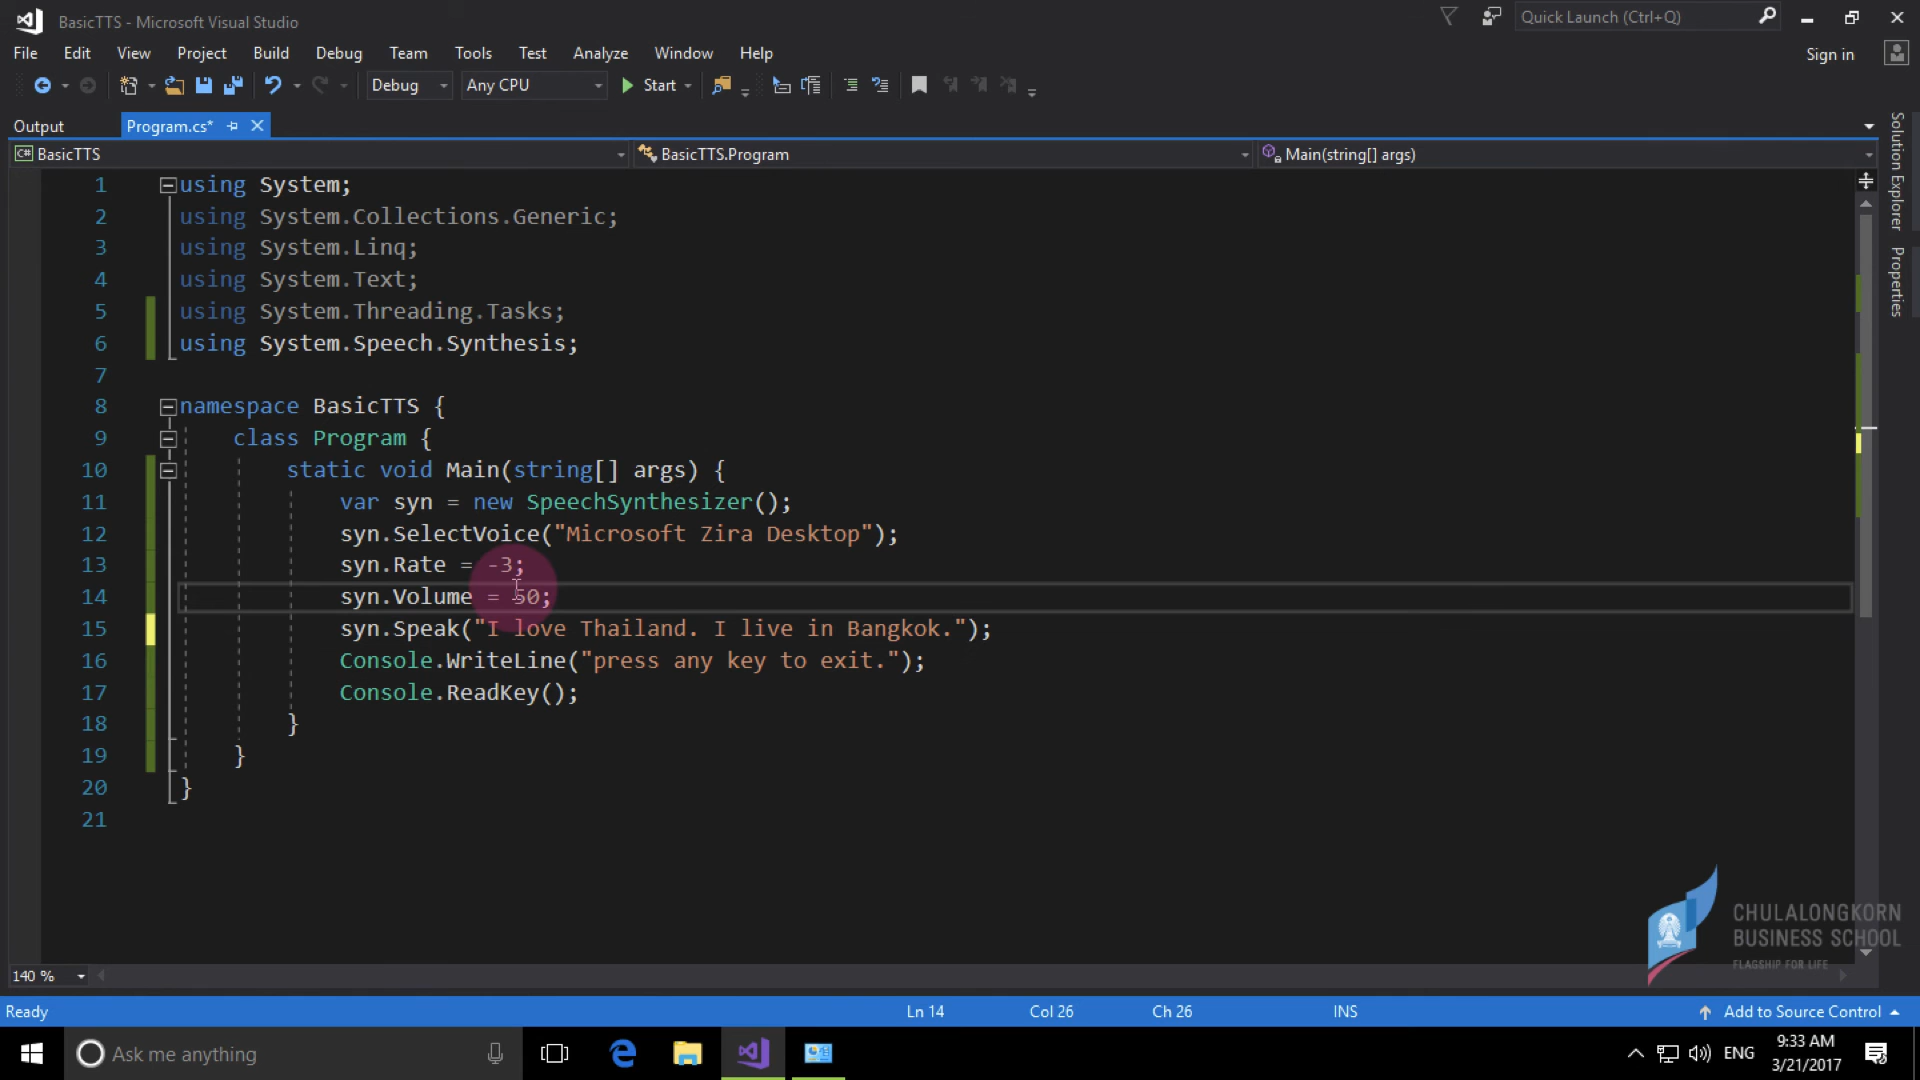 BasicTTS - Microsoft Visual Studio
Quick Launch (Ctrl+Q)
File Edit View Project Build Debug Team Tools Test Analyze Window Help
Sign in
Debug Any CPU Start
Output Program.cs*
BasicTTS BasicTTS.Program Main(string[] args)
Solution Explorer
Properties
1 using System;
2 using System.Collections.Generic;
3 using System.Linq;
4 using System.Text;
5 using System.Threading.Tasks;
6 using System.Speech.Synthesis;
7
8 namespace BasicTTS {
9 class Program {
10 static void Main(string[] args) {
11 var syn = new SpeechSynthesizer();
12 syn.SelectVoice("Microsoft Zira Desktop");
13 syn.Rate = -3;
14 syn.Volume = 50;
15 syn.Speak("I love Thailand. I live in Bangkok.");
16 Console.WriteLine("press any key to exit.");
17 Console.ReadKey();
18 }
19 }
20 }
21
CHULALONGKORN
BUSINESS SCHOOL
FLAGSHIP FOR LIFE
140 %
Ready Ln 14 Col 26 Ch 26 INS Add to Source Control
Ask me anything
ENG
9:33 AM
3/21/2017